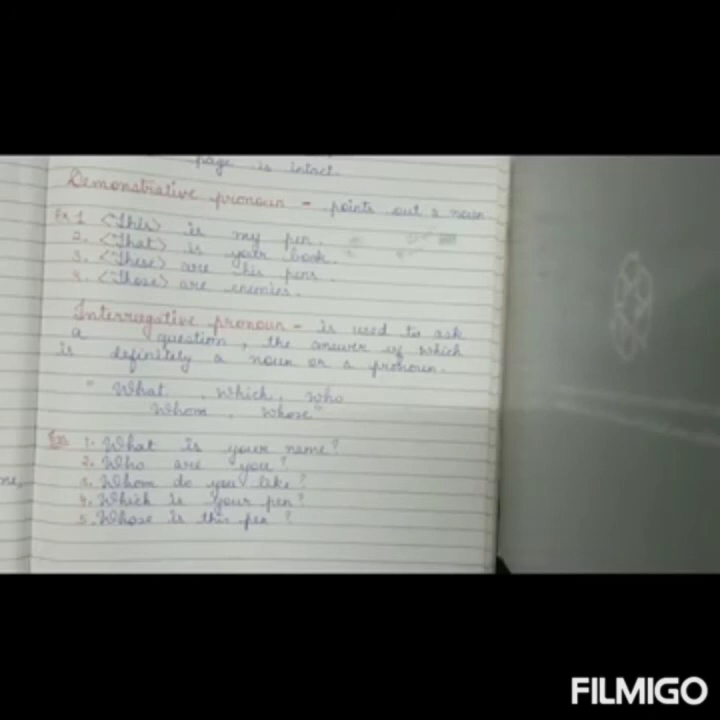 page is intact.
Demonstrative pronoun - points out a noun
Ex 1 <This> is my pen.
2. <That> is your book.
3. <These> are his pens.
4. <Those> are enemies.
Interrogative pronoun - is used to ask
a question, the answer of which
is definitely a noun or a pronoun.
" What, which, who
Whom, whose"
Ex 1. What is your name?
2. Who are you?
3. Whom do you like?
4. Which is your pen?
5. Whose is this pen?
FILMIGO